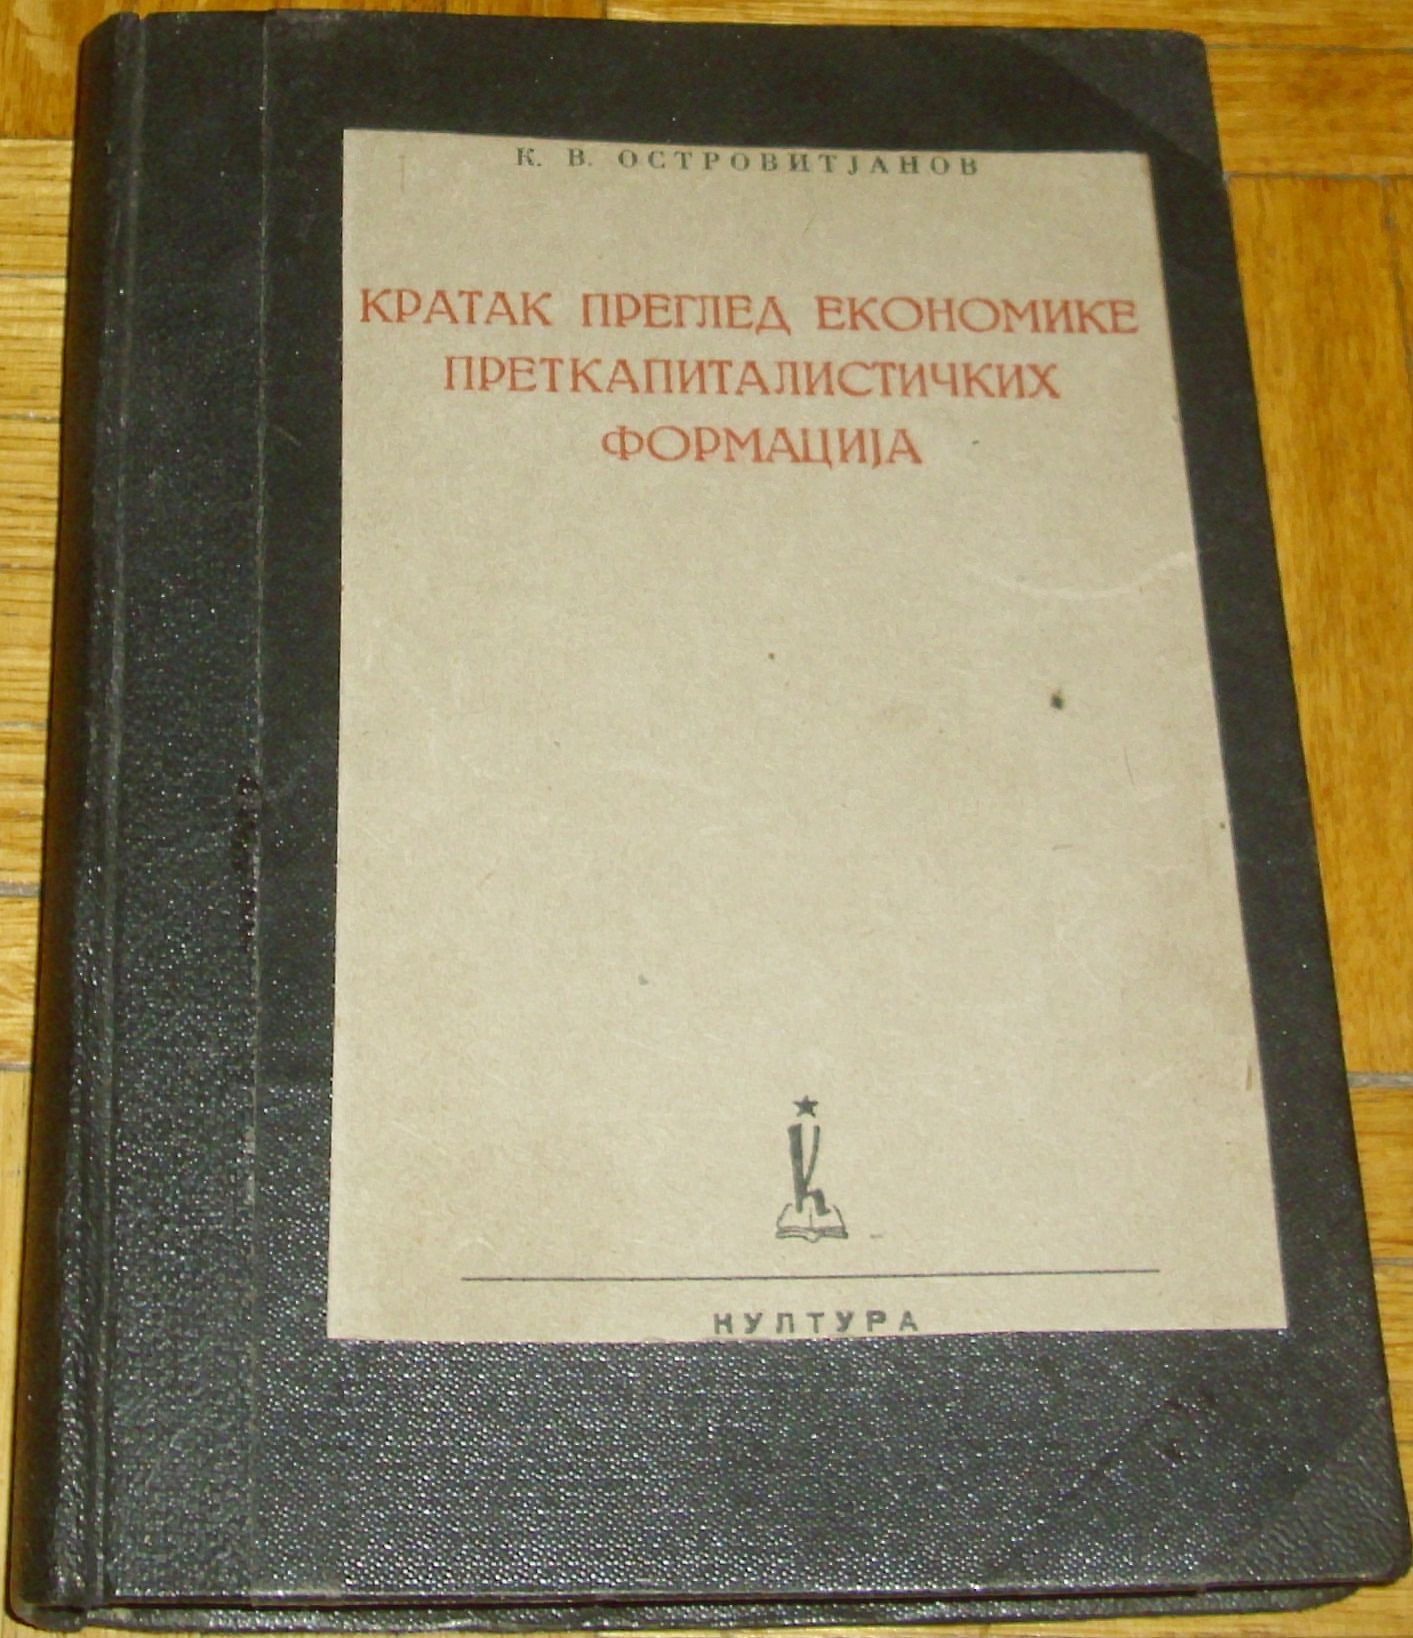 К. В. ОСТРОВИТЈАНОВ
КРАТАК ПРЕГЛЕД ЕКОНОМИКЕ
ПРЕТКАПИТАЛИСТИЧКИХ
ФОРМАЦИЈА
К
КУЛТУРА